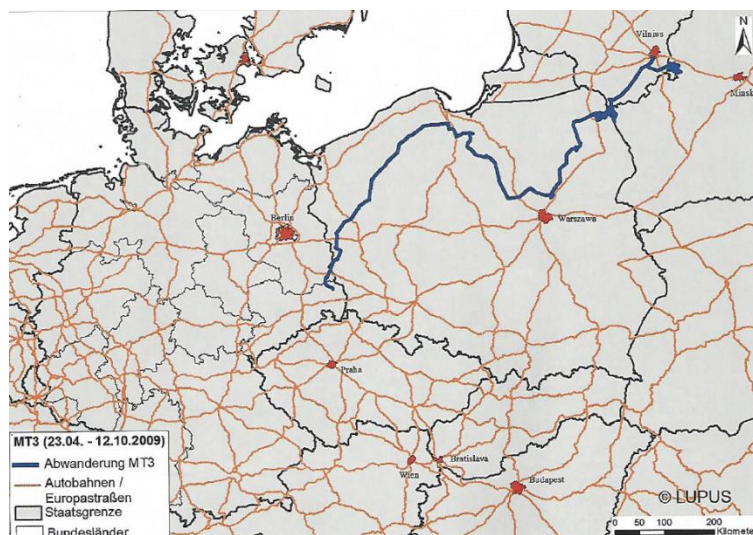 N
Vilnius
Minsk
Berlin
Warszawa
Praha
Wien
Bratislava
Budapest
MT3 (23.04. - 12.10.2009)
Abwanderung MT3
Autobahnen /
Europastraßen
Staatsgrenze
Bundesländer
© LUPUS
0 50 100 200
Kilomete